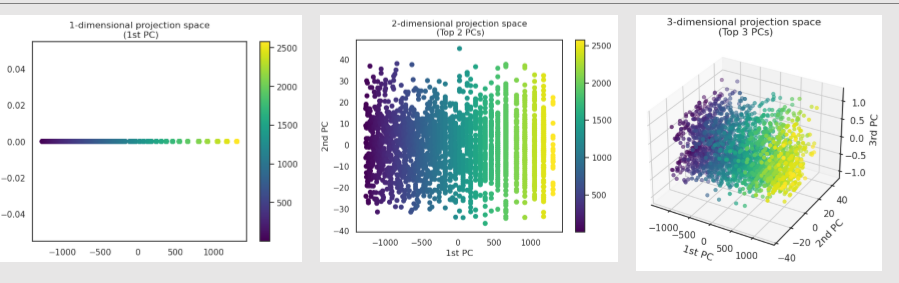 1-dimensional projection space
(1st PC)
0.04
0.02
0.00
−0.02
−0.04
−1000 −500 0 500 1000
2500
2000
1500
1000
500
2-dimensional projection space
(Top 2 PCs)
2nd PC
40
30
20
10
0
−10
−20
−30
−40
−1000 −500 0 500 1000
1st PC
2500
2000
1500
1000
500
3-dimensional projection space
(Top 3 PCs)
1.0
0.5
0.0
−0.5
−1.0
3rd PC
40
20
0
−20
−40
2nd PC
−1000 −500 0 500 1000
1st PC